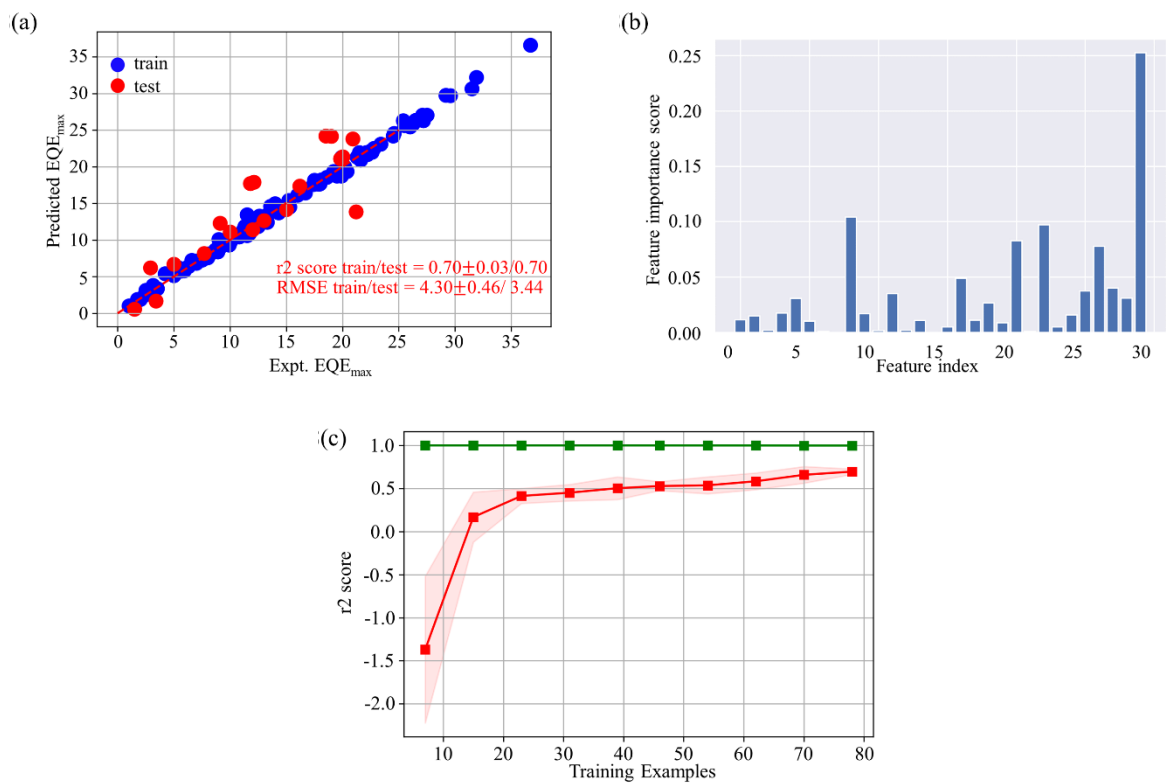 (a)
35
30
25
20
15
10
5
0
Predicted EQEmax
train
test
r2 score train/test = 0.70±0.03/0.70
RMSE train/test = 4.30±0.46/ 3.44
0 5 10 15 20 25 30 35
Expt. EQEmax
(b)
0.25
0.20
0.15
0.10
0.05
0.00
Feature importance score
0 5 10 15 20 25 30
Feature index
(c)
1.0
0.5
0.0
-0.5
-1.0
-1.5
-2.0
r2 score
10 20 30 40 50 60 70 80
Training Examples